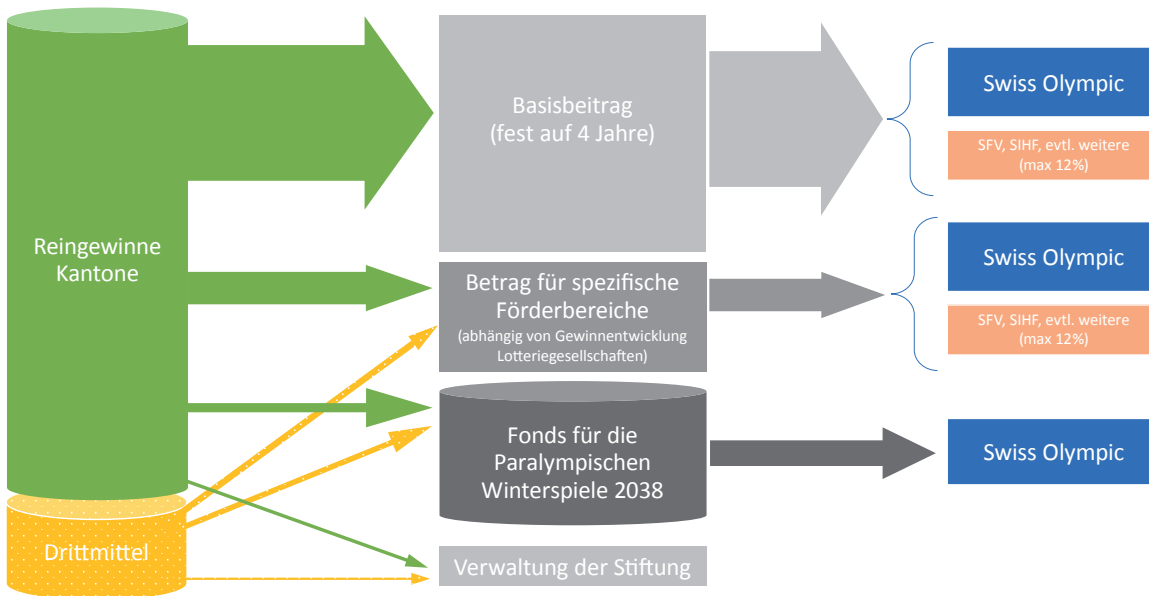 Reingewinne
Kantone
Drittmittel
Basisbeitrag
(fest auf 4 Jahre)
Betrag für spezifische
Förderbereiche
(abhängig von Gewinnentwicklung
Lotteriegesellschaften)
Fonds für die
Paralympischen
Winterspiele 2038
Verwaltung der Stiftung
Swiss Olympic
SFV, SIHF, evtl. weitere
(max 12%)
Swiss Olympic
SFV, SIHF, evtl. weitere
(max 12%)
Swiss Olympic